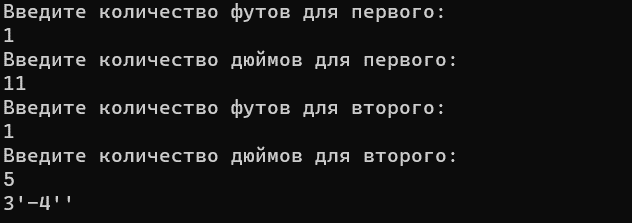 Введите количество футов для первого:
1
Введите количество дюймов для первого:
11
Введите количество футов для второго:
1
Введите количество дюймов для второго:
5
3'-4''